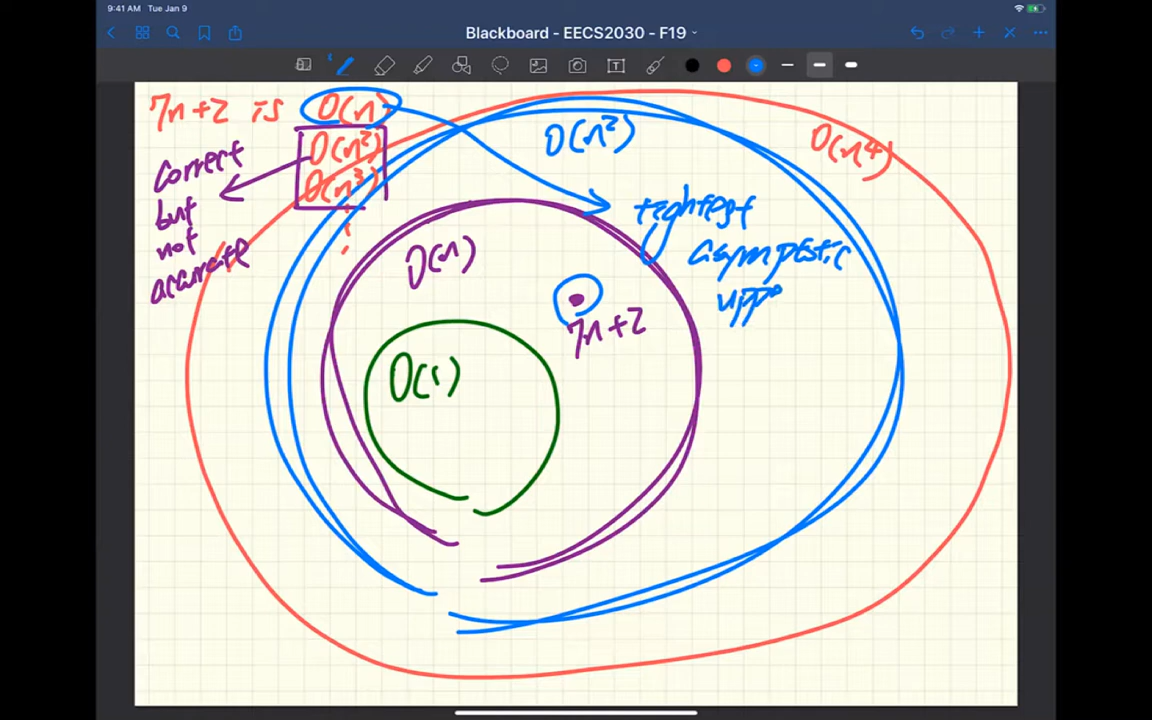 9:41 AM Tue Jan 9
Blackboard - EECS2030 - F19
7n+2 is O(n)
O(n²)
O(n³)
correct
but
not
accurate
O(n²)
O(n⁴)
tightest
asymptotic
upp
O(n)
7n+2
O(1)